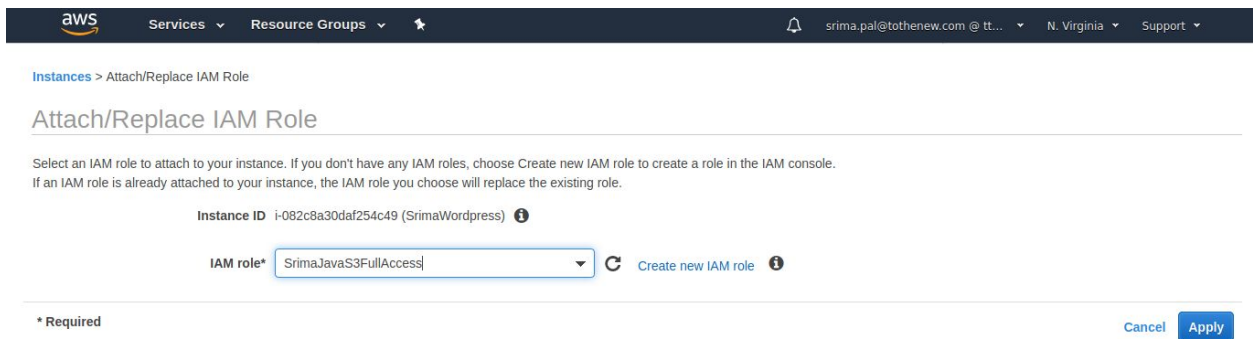 aws Services Resource Groups srima.pal@tothenew.com @ tt... N. Virginia Support
Instances > Attach/Replace IAM Role
Attach/Replace IAM Role
Select an IAM role to attach to your instance. If you don't have any IAM roles, choose Create new IAM role to create a role in the IAM console.
If an IAM role is already attached to your instance, the IAM role you choose will replace the existing role.
Instance ID i-082c8a30daf254c49 (SrimaWordpress)
IAM role* SrimaJavaS3FullAccess Create new IAM role
* Required Cancel Apply